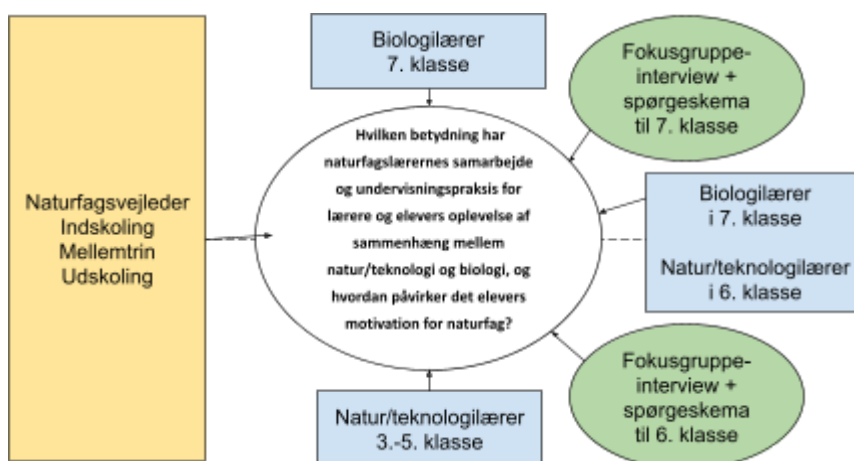 Naturfagsvejleder
Indskoling
Mellemtrin
Udskoling
Biologilærer
7. klasse
Hvilken betydning har
naturfagslærernes samarbejde
og undervisningspraksis for
lærere og elevers oplevelse af
sammenhæng mellem
natur/teknologi og biologi, og
hvordan påvirker det elevers
motivation for naturfag?
Natur/teknologilærer
3.-5. klasse
Fokusgruppe-
interview +
spørgeskema
til 7. klasse
Biologilærer
i 7. klasse
Natur/teknologilærer
i 6. klasse
Fokusgruppe-
interview +
spørgeskema
til 6. klasse